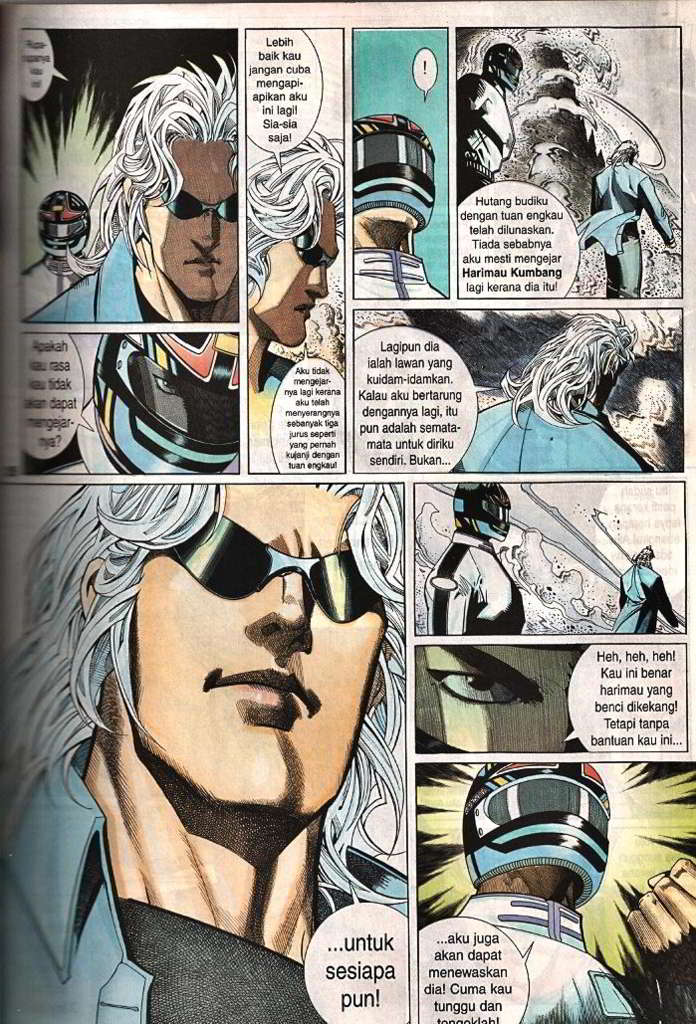 Rupa-
rupanya
kau
ini!
Lebih
baik kau
jangan cuba
mengapi-
apikan aku
ini lagi!
Sia-sia
saja!
!
Hutang budiku
dengan tuan engkau
telah dilunaskan.
Tiada sebabnya
aku mesti mengejar
Harimau Kumbang
lagi kerana dia itu!
Apakah
kau rasa
kau tidak
akan dapat
mengejar-
nya?
Aku tidak
mengejar-
nya lagi kerana
aku telah
menyerangnya
sebanyak tiga
jurus seperti
yang pernah
kujanji dengan
tuan engkau!
Lagipun dia
ialah lawan yang
kuidam-idamkan.
Kalau aku bertarung
dengannya lagi, itu
pun adalah semata-
mata untuk diriku
sendiri. Bukan...
...untuk
sesiapa
pun!
Heh, heh, heh!
Kau ini benar
harimau yang
benci dikekang!
Tetapi tanpa
bantuan kau ini...
...aku juga
akan dapat
menewaskan
dia! Cuma kau
tunggu dan
tengoklah!